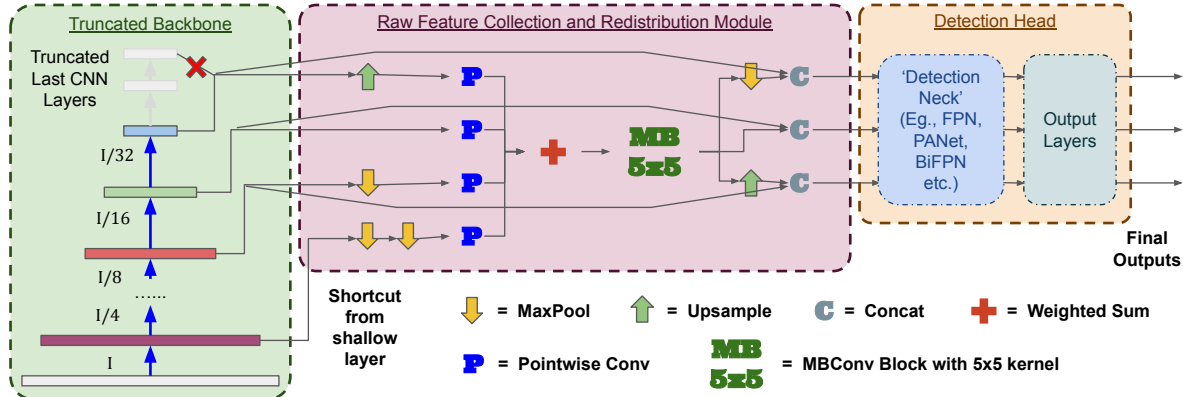 Truncated Backbone
Raw Feature Collection and Redistribution Module
Detection Head
Truncated
Last CNN
Layers
I/32
I/16
I/8
......
I/4
I
P
P
P
P
MB
5x5
C
C
C
'Detection
Neck'
(Eg., FPN,
PANet,
BiFPN
etc.)
Output
Layers
Final
Outputs
Shortcut
from
shallow
layer
= MaxPool
= Upsample
C = Concat
= Weighted Sum
P = Pointwise Conv
MB
5x5
= MBConv Block with 5x5 kernel